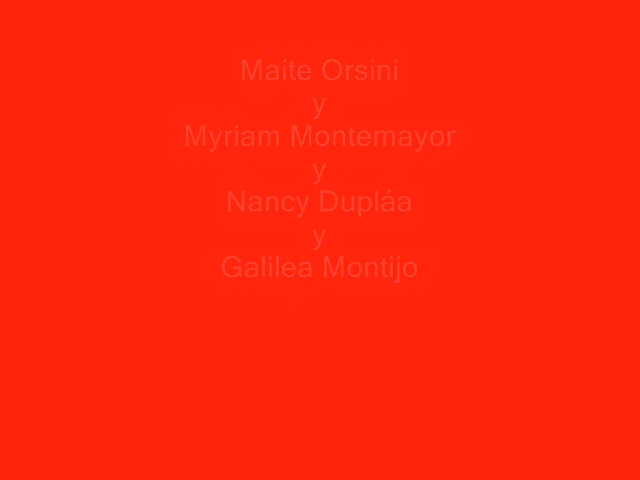 Maite Orsini
y
Myriam Montemayor
y
Nancy Dupláa
y
Galilea Montijo